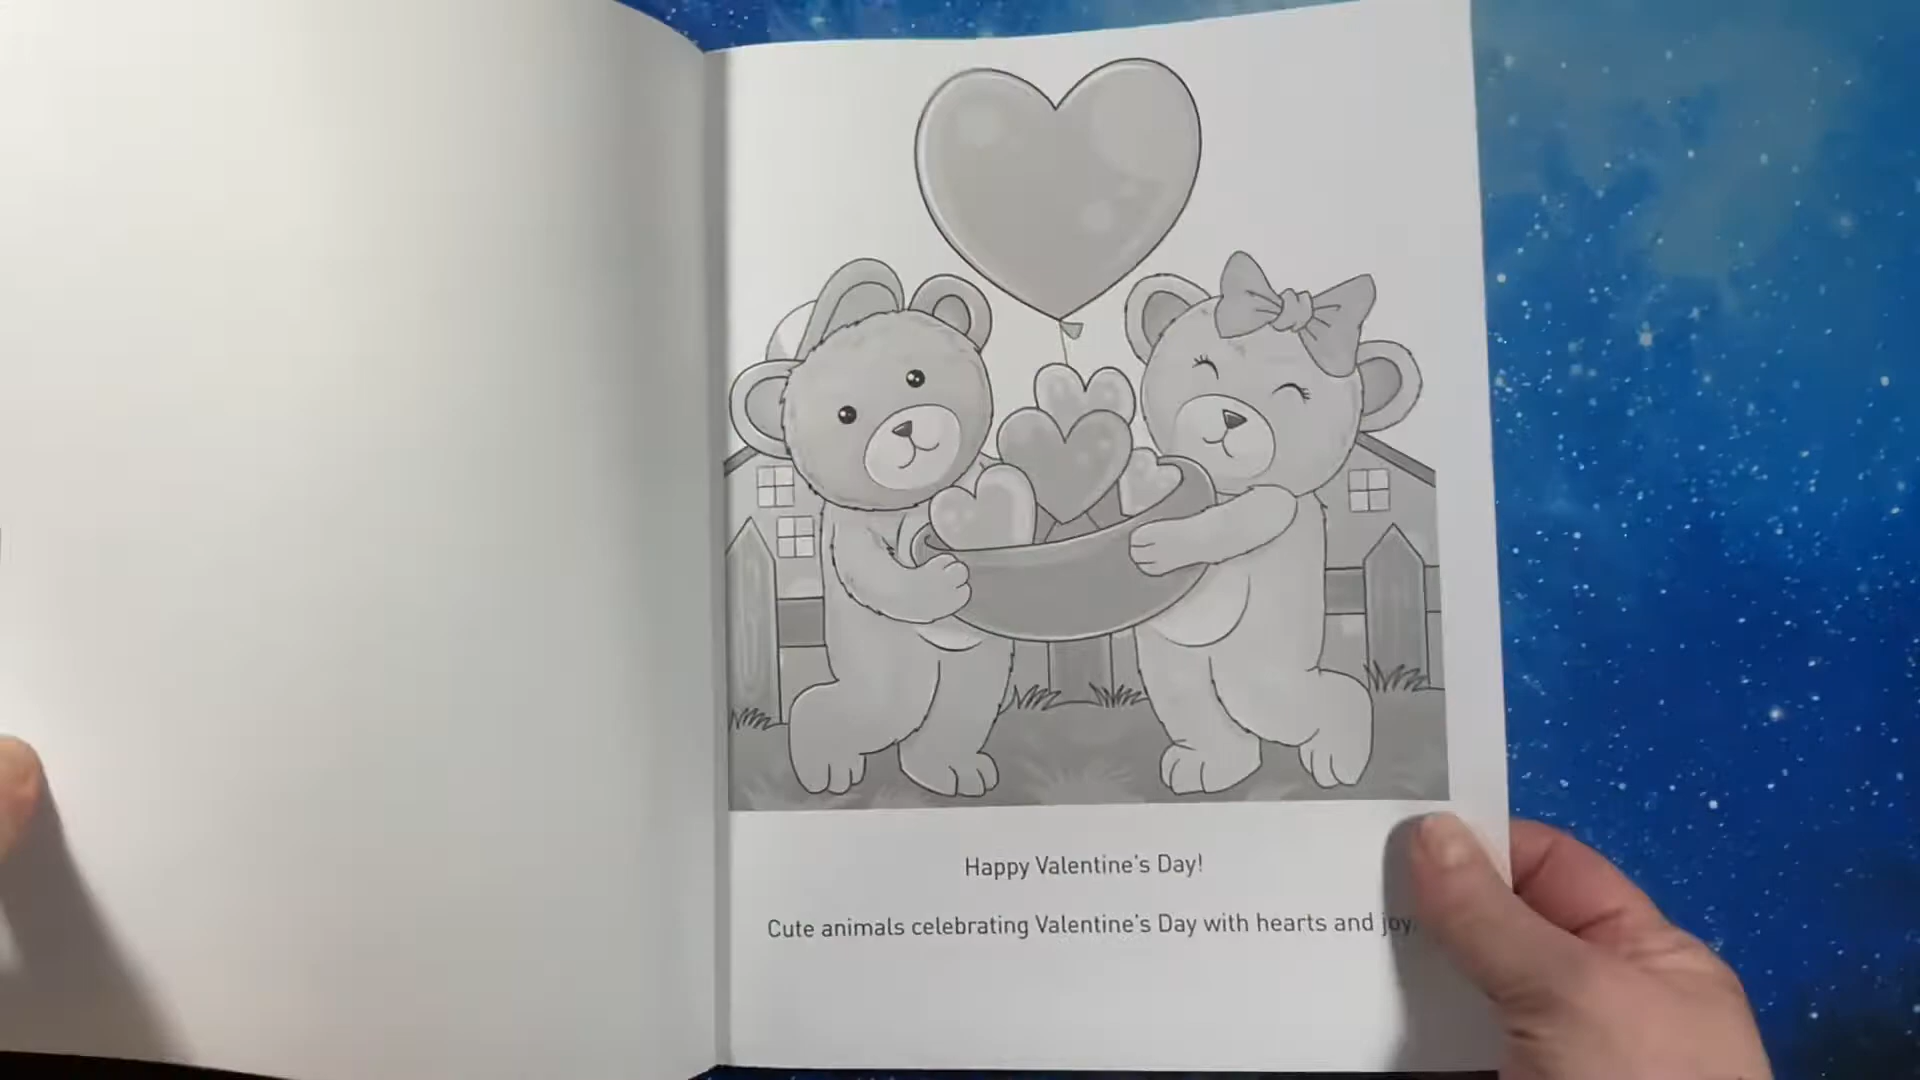 Happy Valentine's Day!
Cute animals celebrating Valentine's Day with hearts and joy.